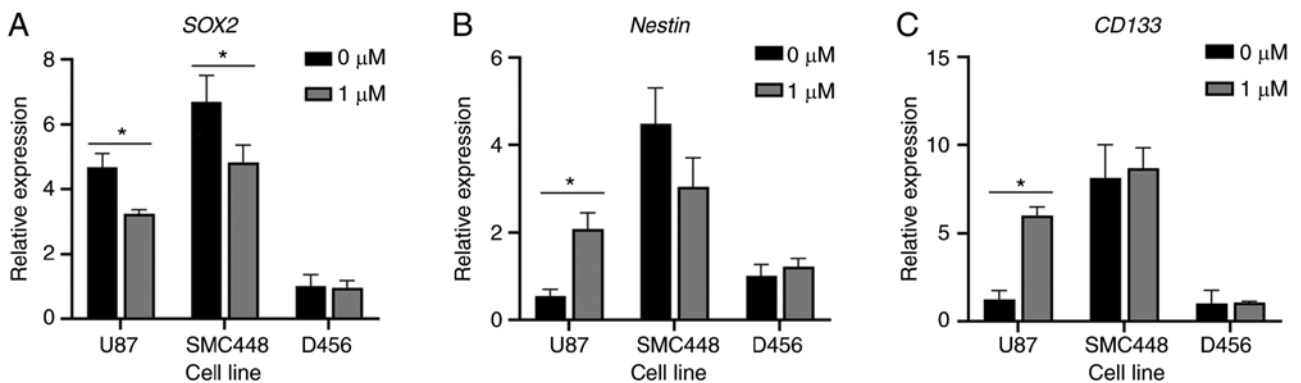 A
SOX2
Relative expression
8
6
4
2
0
*
*
0 μM
1 μM
U87 SMC448 D456
Cell line
B
Nestin
Relative expression
6
4
2
0
*
0 μM
1 μM
U87 SMC448 D456
Cell line
C
CD133
Relative expression
15
10
5
0
*
0 μM
1 μM
U87 SMC448 D456
Cell line